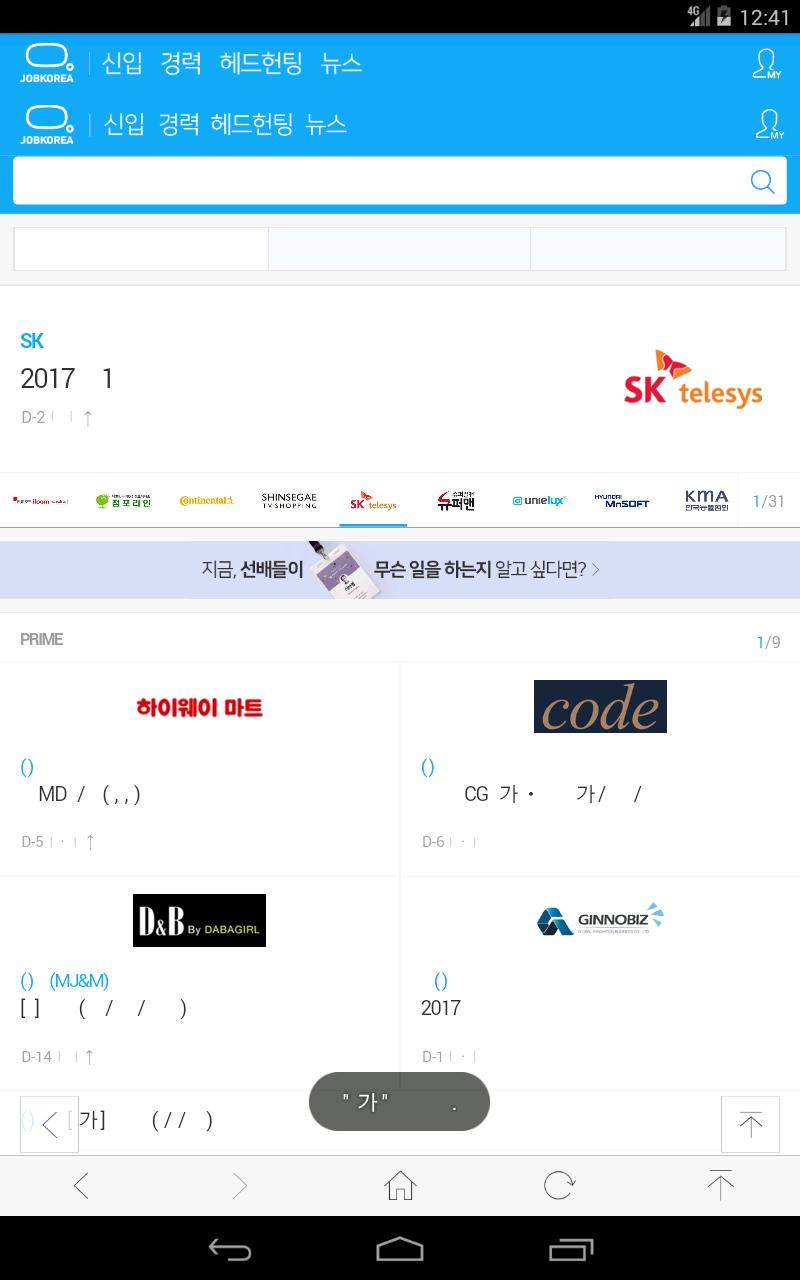 4G 12:41
JOBKOREA 신입 경력 헤드헌팅 뉴스 MY
JOBKOREA 신입 경력 헤드헌팅 뉴스 MY
SK
2017 1
SK telesys
D-2 ↑
iloom 점포라인 Continental SHINSEGAE TV SHOPPING SK telesys 슈퍼맨 unielux HYUNDAI MNSOFT KMA 한국능률협회 1/31
지금, 선배들이 무슨 일을 하는지 알고 싶다면? >
PRIME 1/9
하이웨이 마트
()
MD / ( , , )
D-5 · ↑
code
()
CG 가 · 가 / /
D-6 ·
D&B By DABAGIRL
() (MJ&M)
[ ] ( / / )
D-14 ↑
GINNOBIZ
()
2017
D-1 ·
() [ 가] ( / / )
" 가" .